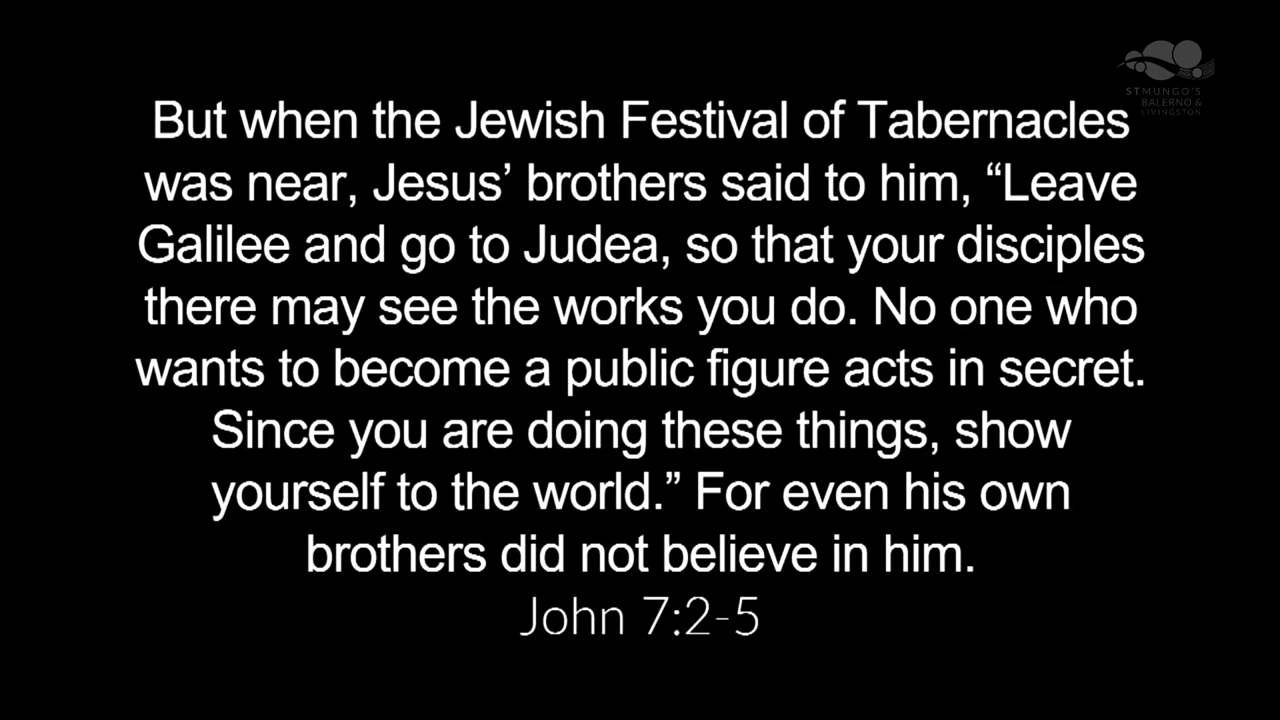 STMUNGO'S
BALERNO &
LIVINGSTON
But when the Jewish Festival of Tabernacles
was near, Jesus’ brothers said to him, “Leave
Galilee and go to Judea, so that your disciples
there may see the works you do. No one who
wants to become a public figure acts in secret.
Since you are doing these things, show
yourself to the world.” For even his own
brothers did not believe in him.
John 7:2-5